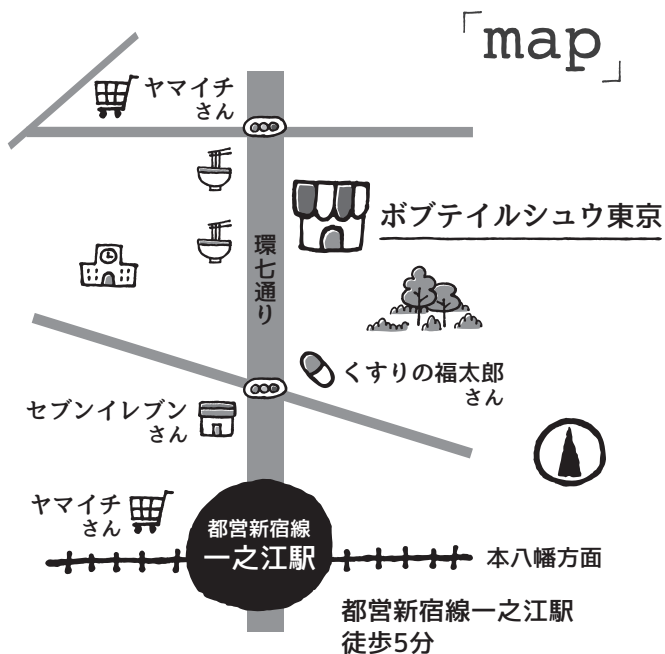 「map」
ヤマイチ
さん
ボブテイルシュウ東京
環七通り
くすりの福太郎
さん
セブンイレブン
さん
ヤマイチ
さん
都営新宿線
一之江駅
本八幡方面
都営新宿線一之江駅
徒歩5分